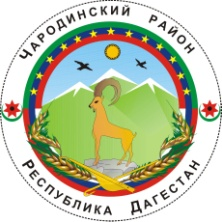 Чародинский район
Республика Дагестан